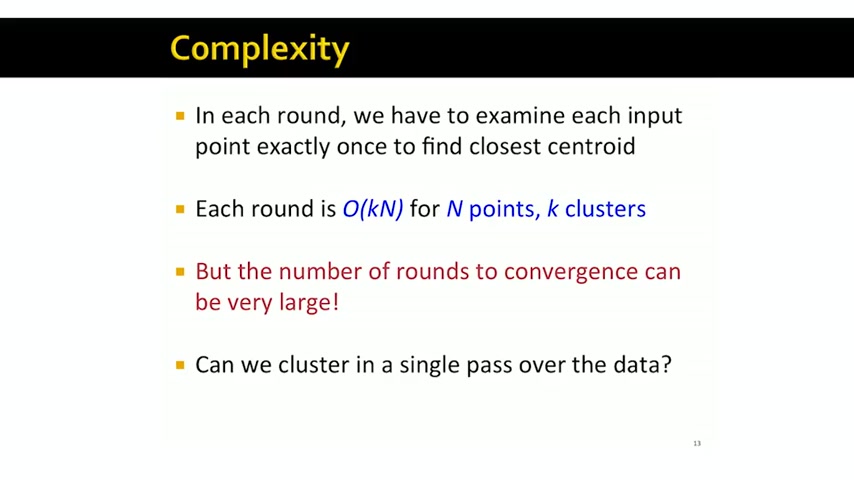 Complexity
In each round, we have to examine each input
point exactly once to find closest centroid
Each round is O(kN) for N points, k clusters
But the number of rounds to convergence can
be very large!
Can we cluster in a single pass over the data?
13